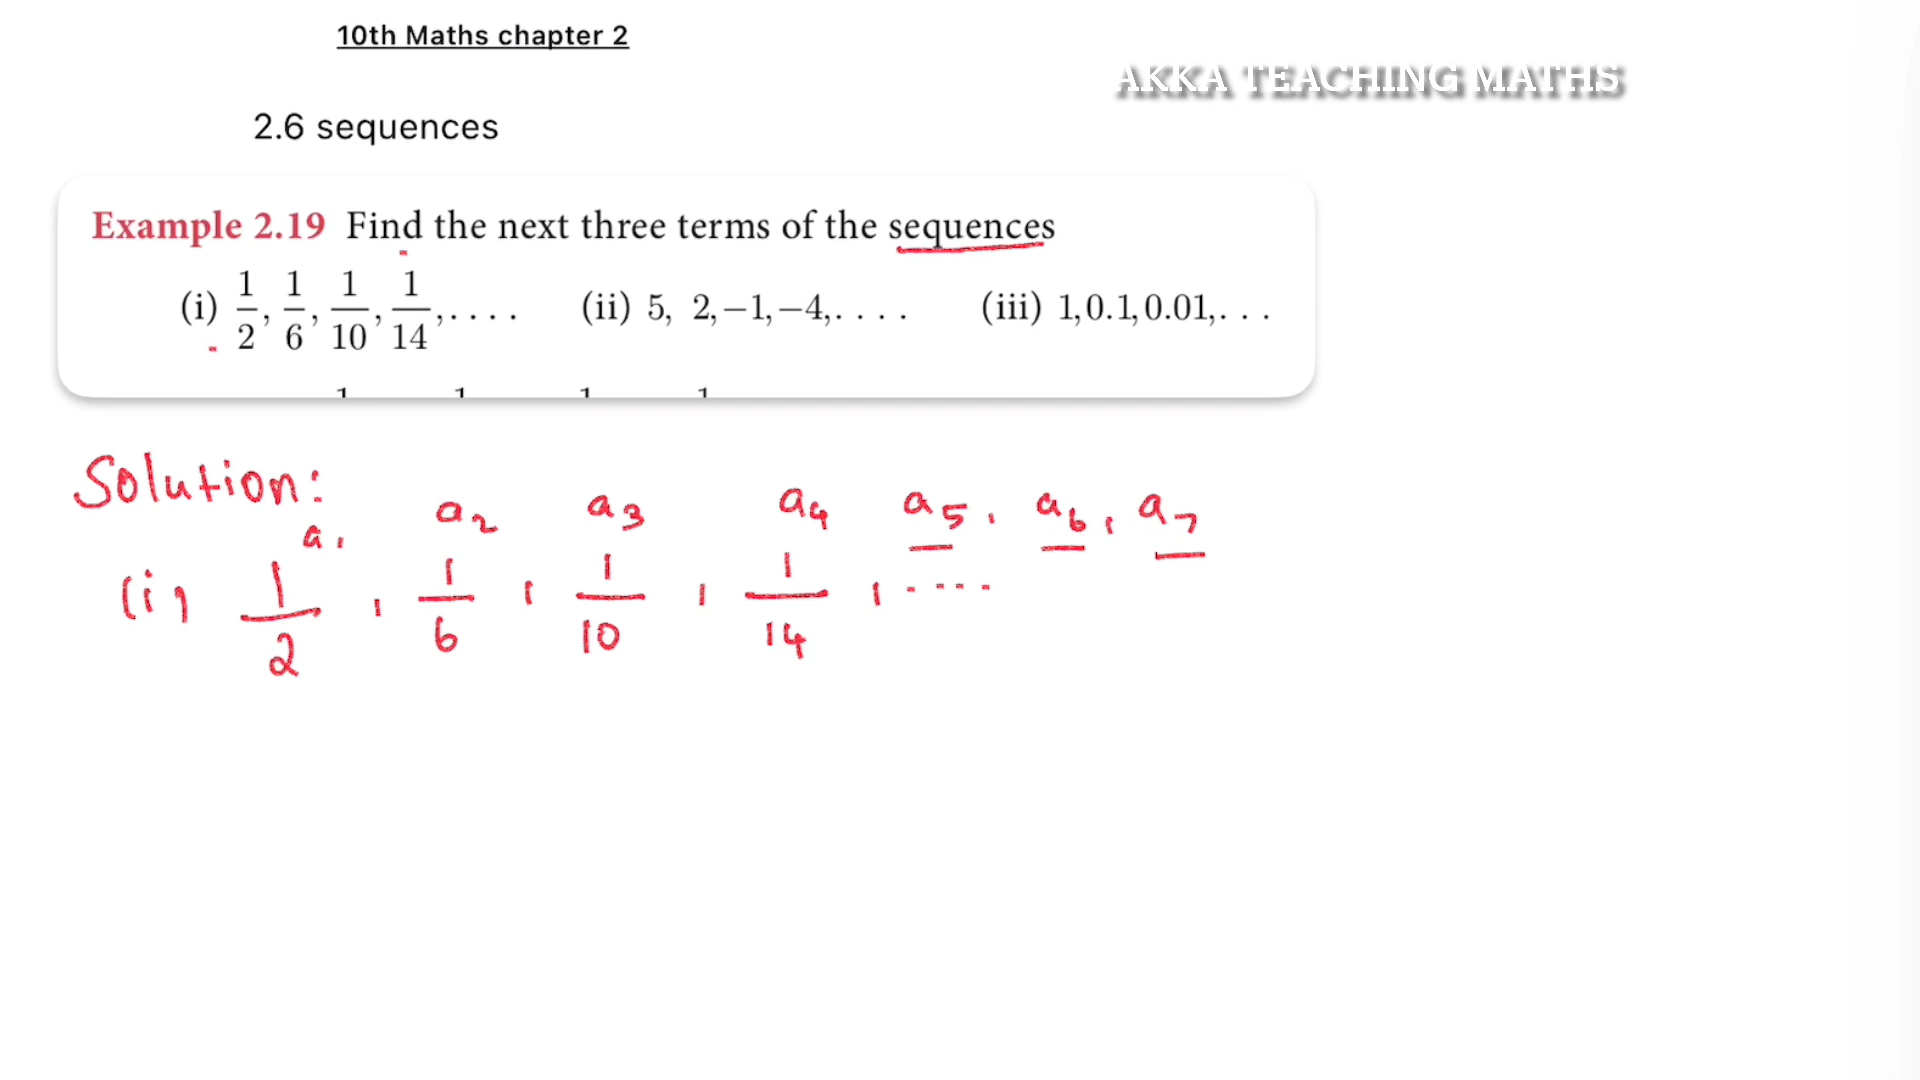 10th Maths chapter 2
AKKA TEACHING MATHS
2.6 sequences
Example 2.19 Find the next three terms of the sequences
(i) 1/2, 1/6, 1/10, 1/14,.... (ii) 5, 2,−1,−4,.... (iii) 1,0.1,0.01,...
Solution:
a1 a2 a3 a4 a5, a6, a7
(i) 1/2, 1/6, 1/10, 1/14, ....